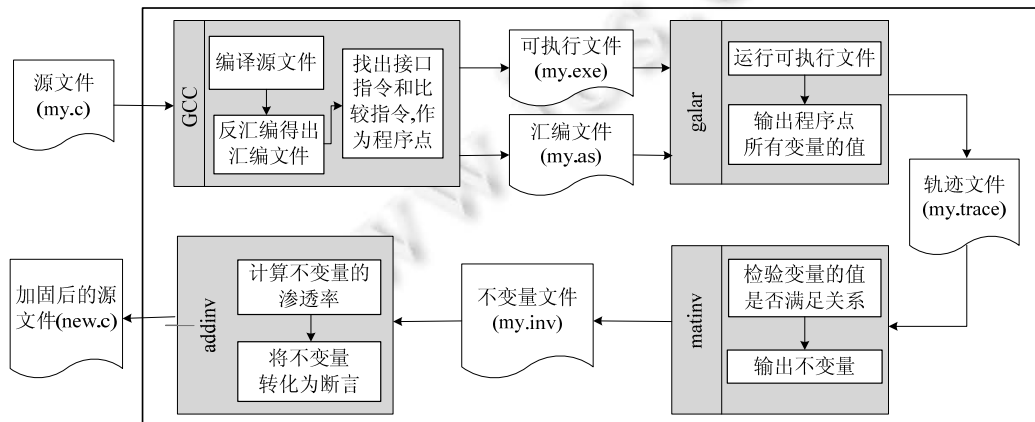 源文件
(my.c)
GCC
编译源文件
反汇编得出
汇编文件
找出接口
指令和比
较指令,作
为程序点
可执行文件
(my.exe)
汇编文件
(my.as)
galar
运行可执行文件
输出程序点
所有变量的值
轨迹文件
(my.trace)
matinv
检验变量的值
是否满足关系
输出不变量
不变量文件
(my.inv)
addinv
计算不变量的
渗透率
将不变量
转化为断言
加固后的源
文件(new.c)